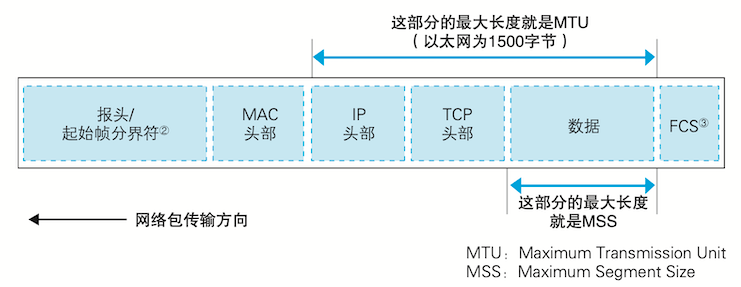 这部分的最大长度就是MTU
（以太网为1500字节）
报头/
起始帧分界符②
MAC
头部
IP
头部
TCP
头部
数据
FCS③
这部分的最大长度
就是MSS
网络包传输方向
MTU：Maximum Transmission Unit
MSS：Maximum Segment Size